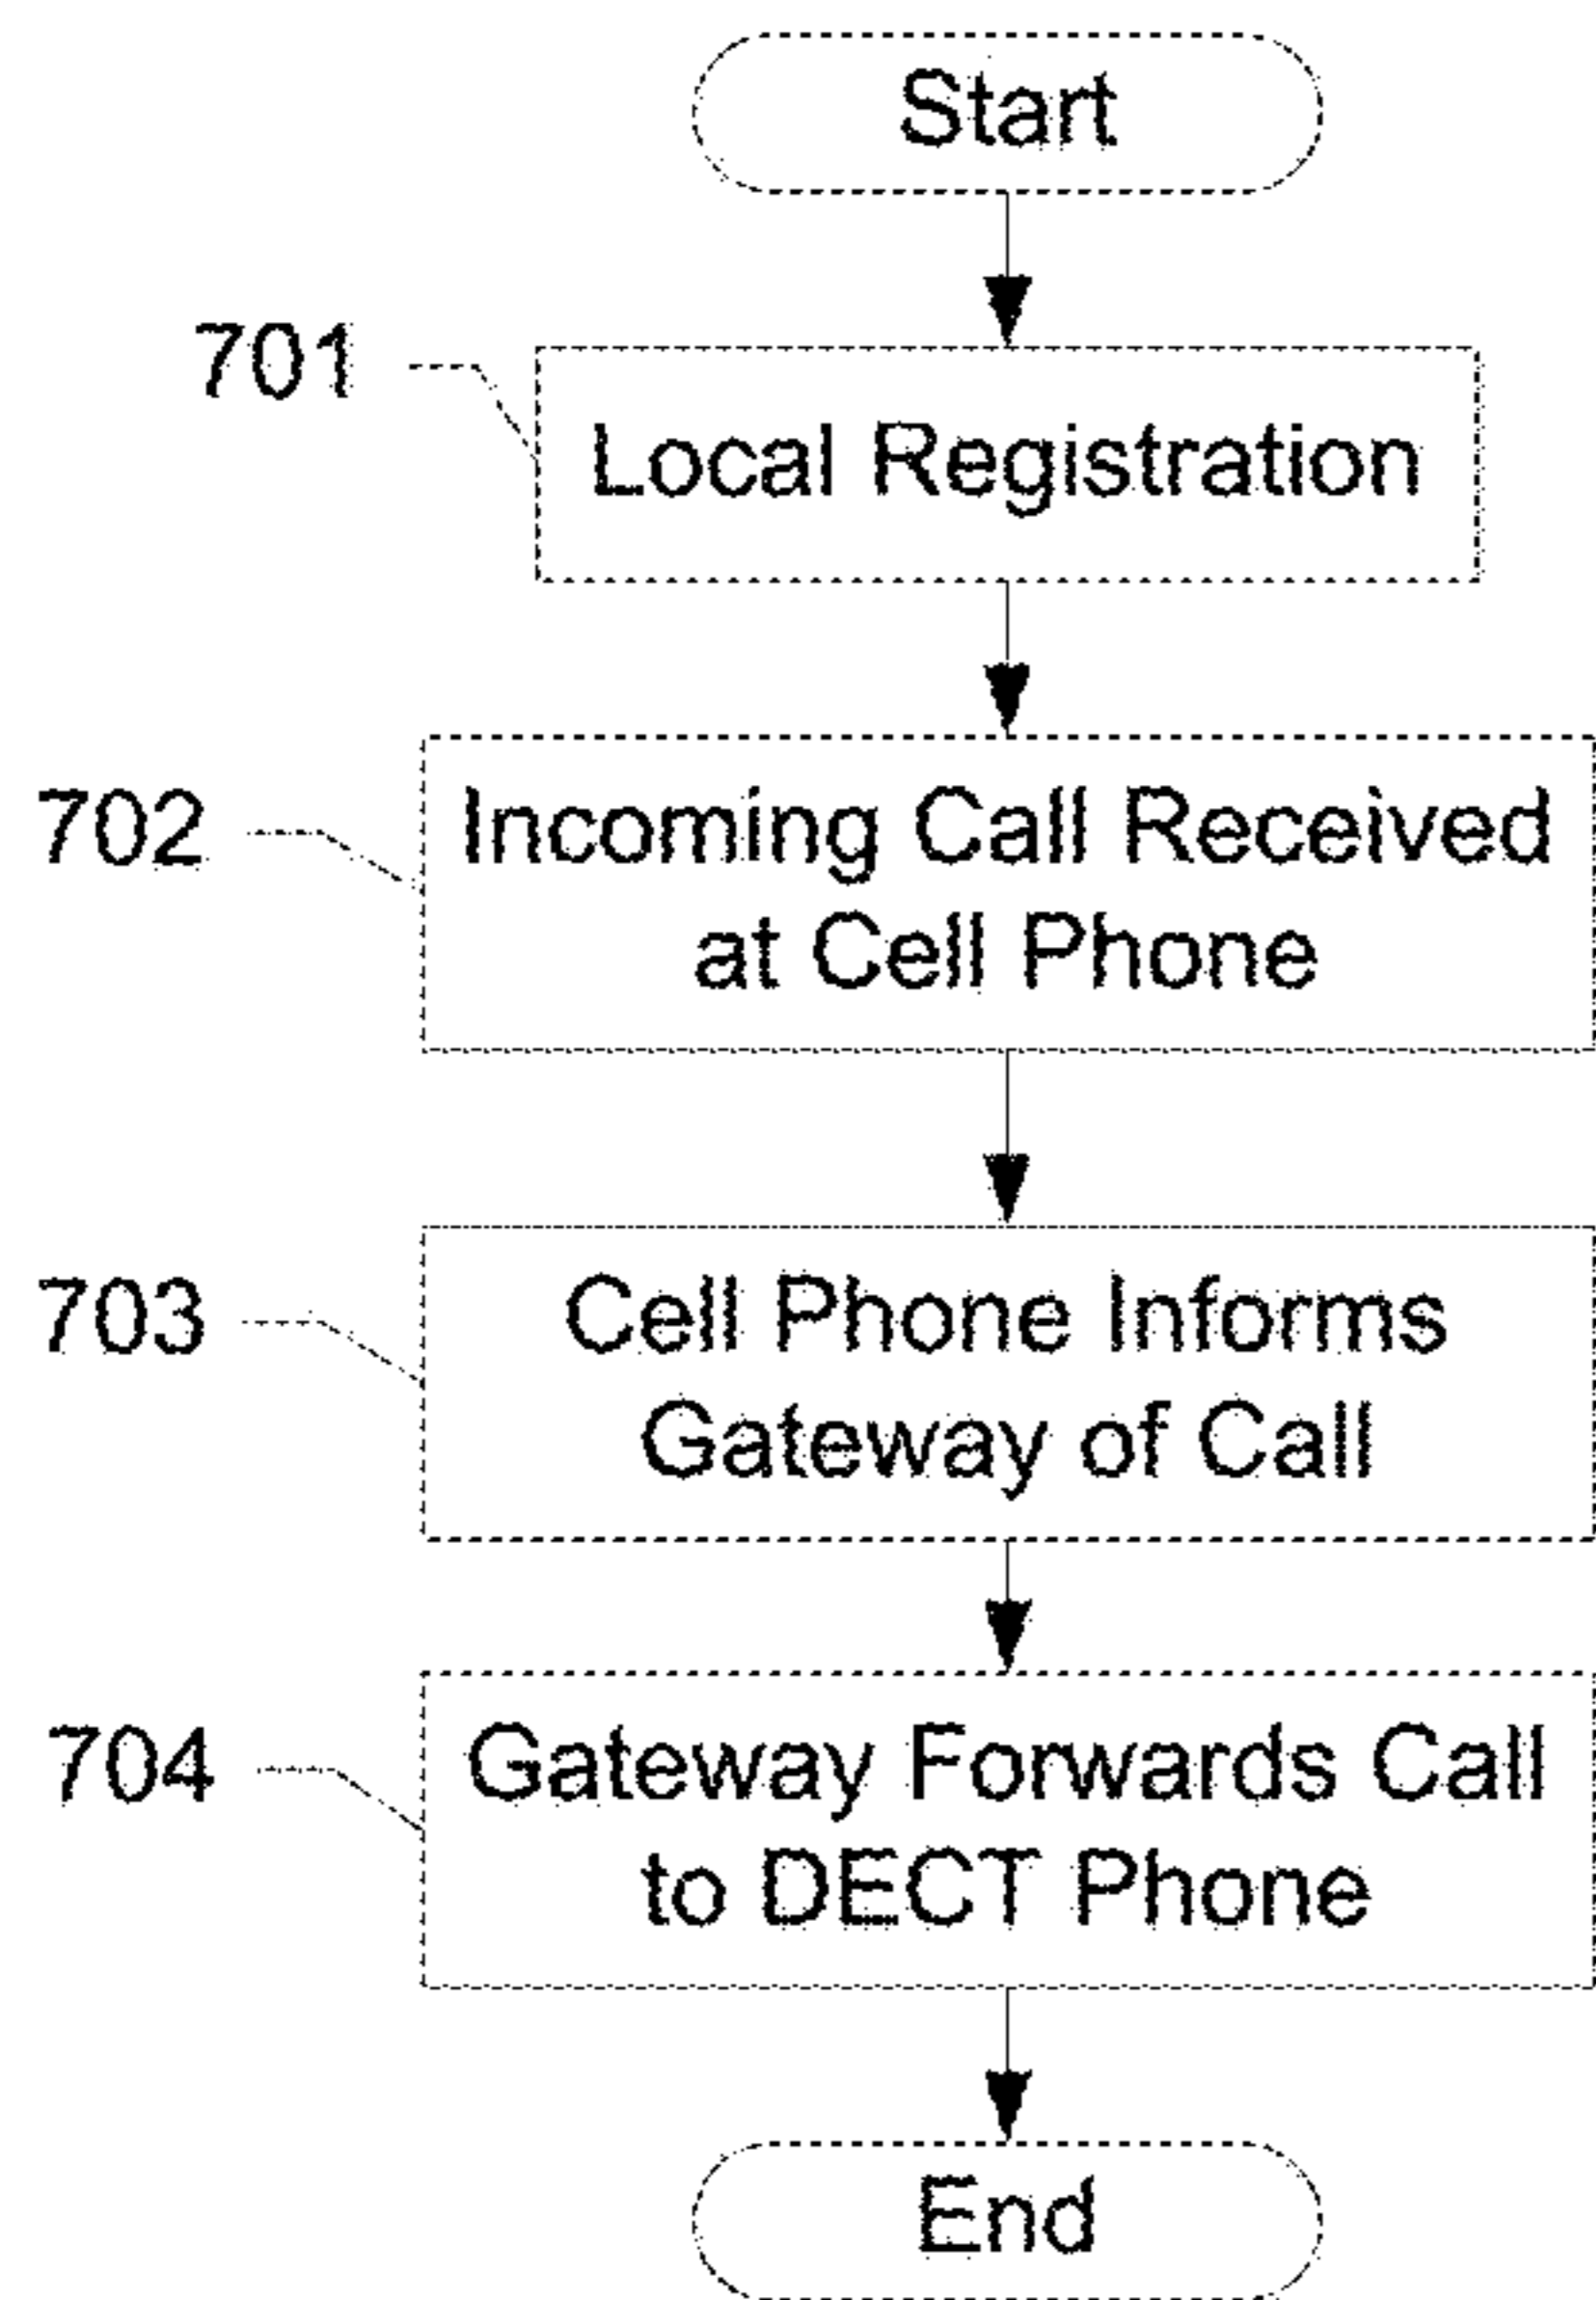 Start
701
Local Registration
702
Incoming Call Received
at Cell Phone
703
Cell Phone Informs
Gateway of Call
704
Gateway Forwards Call
to DECT Phone
End